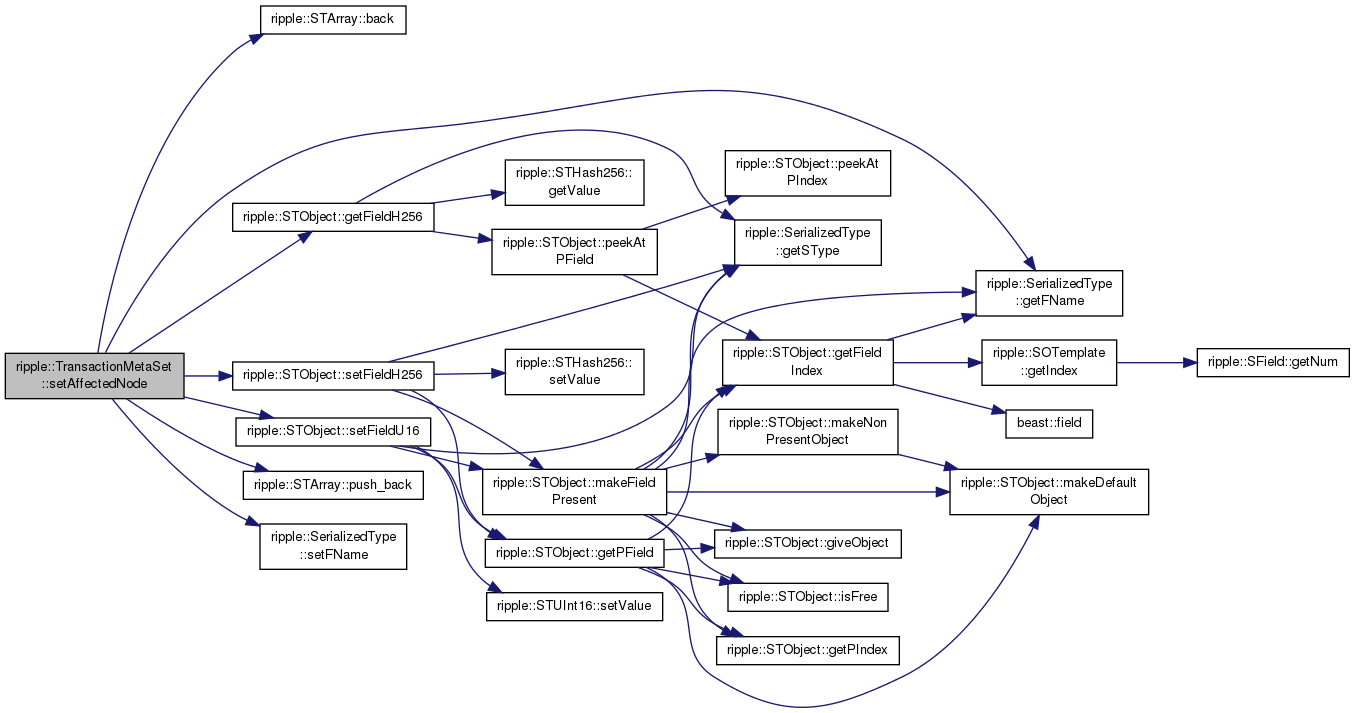 ripple::STArray::back
ripple::STHash256::
getValue
ripple::STObject::peekAt
PIndex
ripple::STObject::getFieldH256
ripple::STObject::peekAt
PField
ripple::SerializedType
::getSType
ripple::SerializedType
::getFName
ripple::TransactionMetaSet
::setAffectedNode
ripple::STObject::setFieldH256
ripple::STHash256::
setValue
ripple::STObject::getField
Index
ripple::SOTemplate
::getIndex
ripple::SField::getNum
ripple::STObject::setFieldU16
ripple::STObject::makeNon
PresentObject
beast::field
ripple::STArray::push_back
ripple::STObject::makeField
Present
ripple::STObject::makeDefault
Object
ripple::SerializedType
::setFName
ripple::STObject::getPField
ripple::STObject::giveObject
ripple::STUInt16::setValue
ripple::STObject::isFree
ripple::STObject::getPIndex